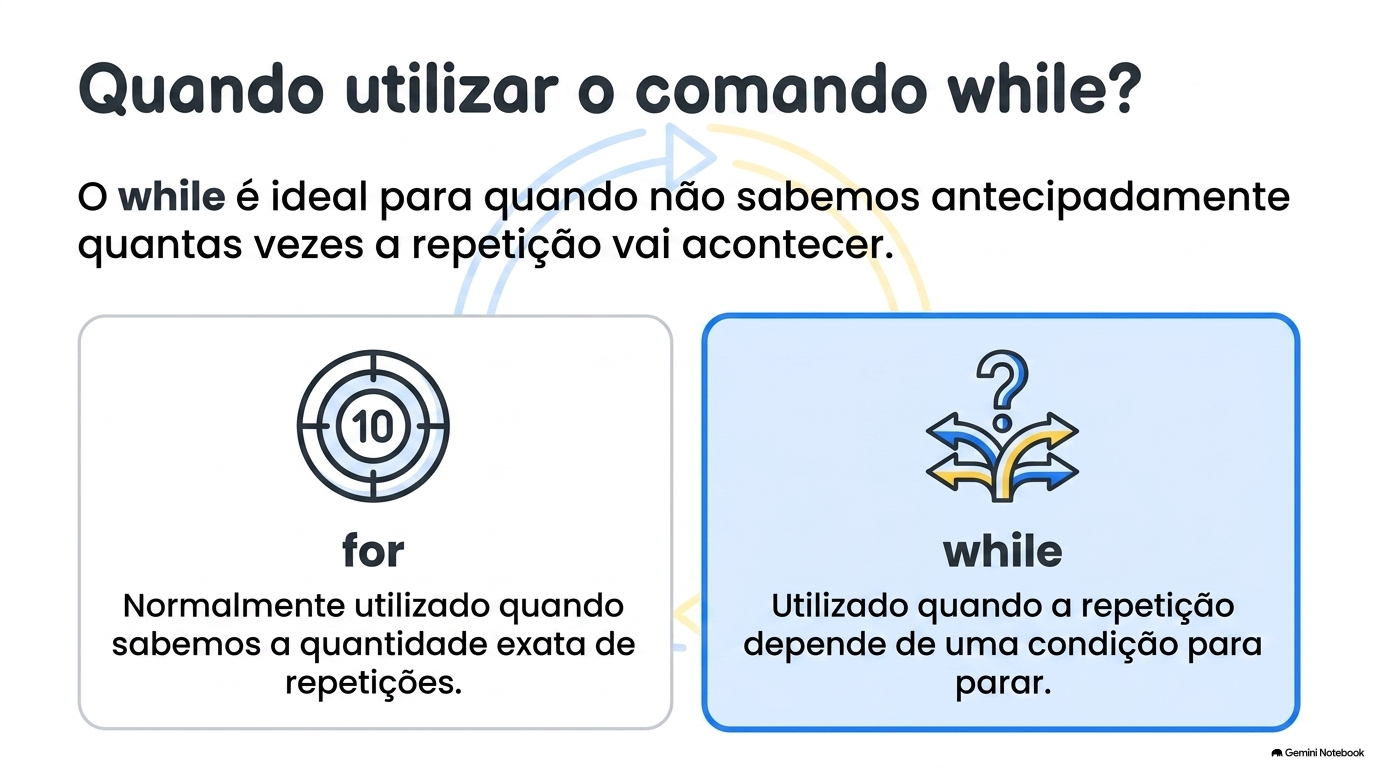 Quando utilizar o comando while?
O while é ideal para quando não sabemos antecipadamente
quantas vezes a repetição vai acontecer.
10
for
Normalmente utilizado quando
sabemos a quantidade exata de
repetições.
?
while
Utilizado quando a repetição
depende de uma condição para
parar.
Gemini Notebook